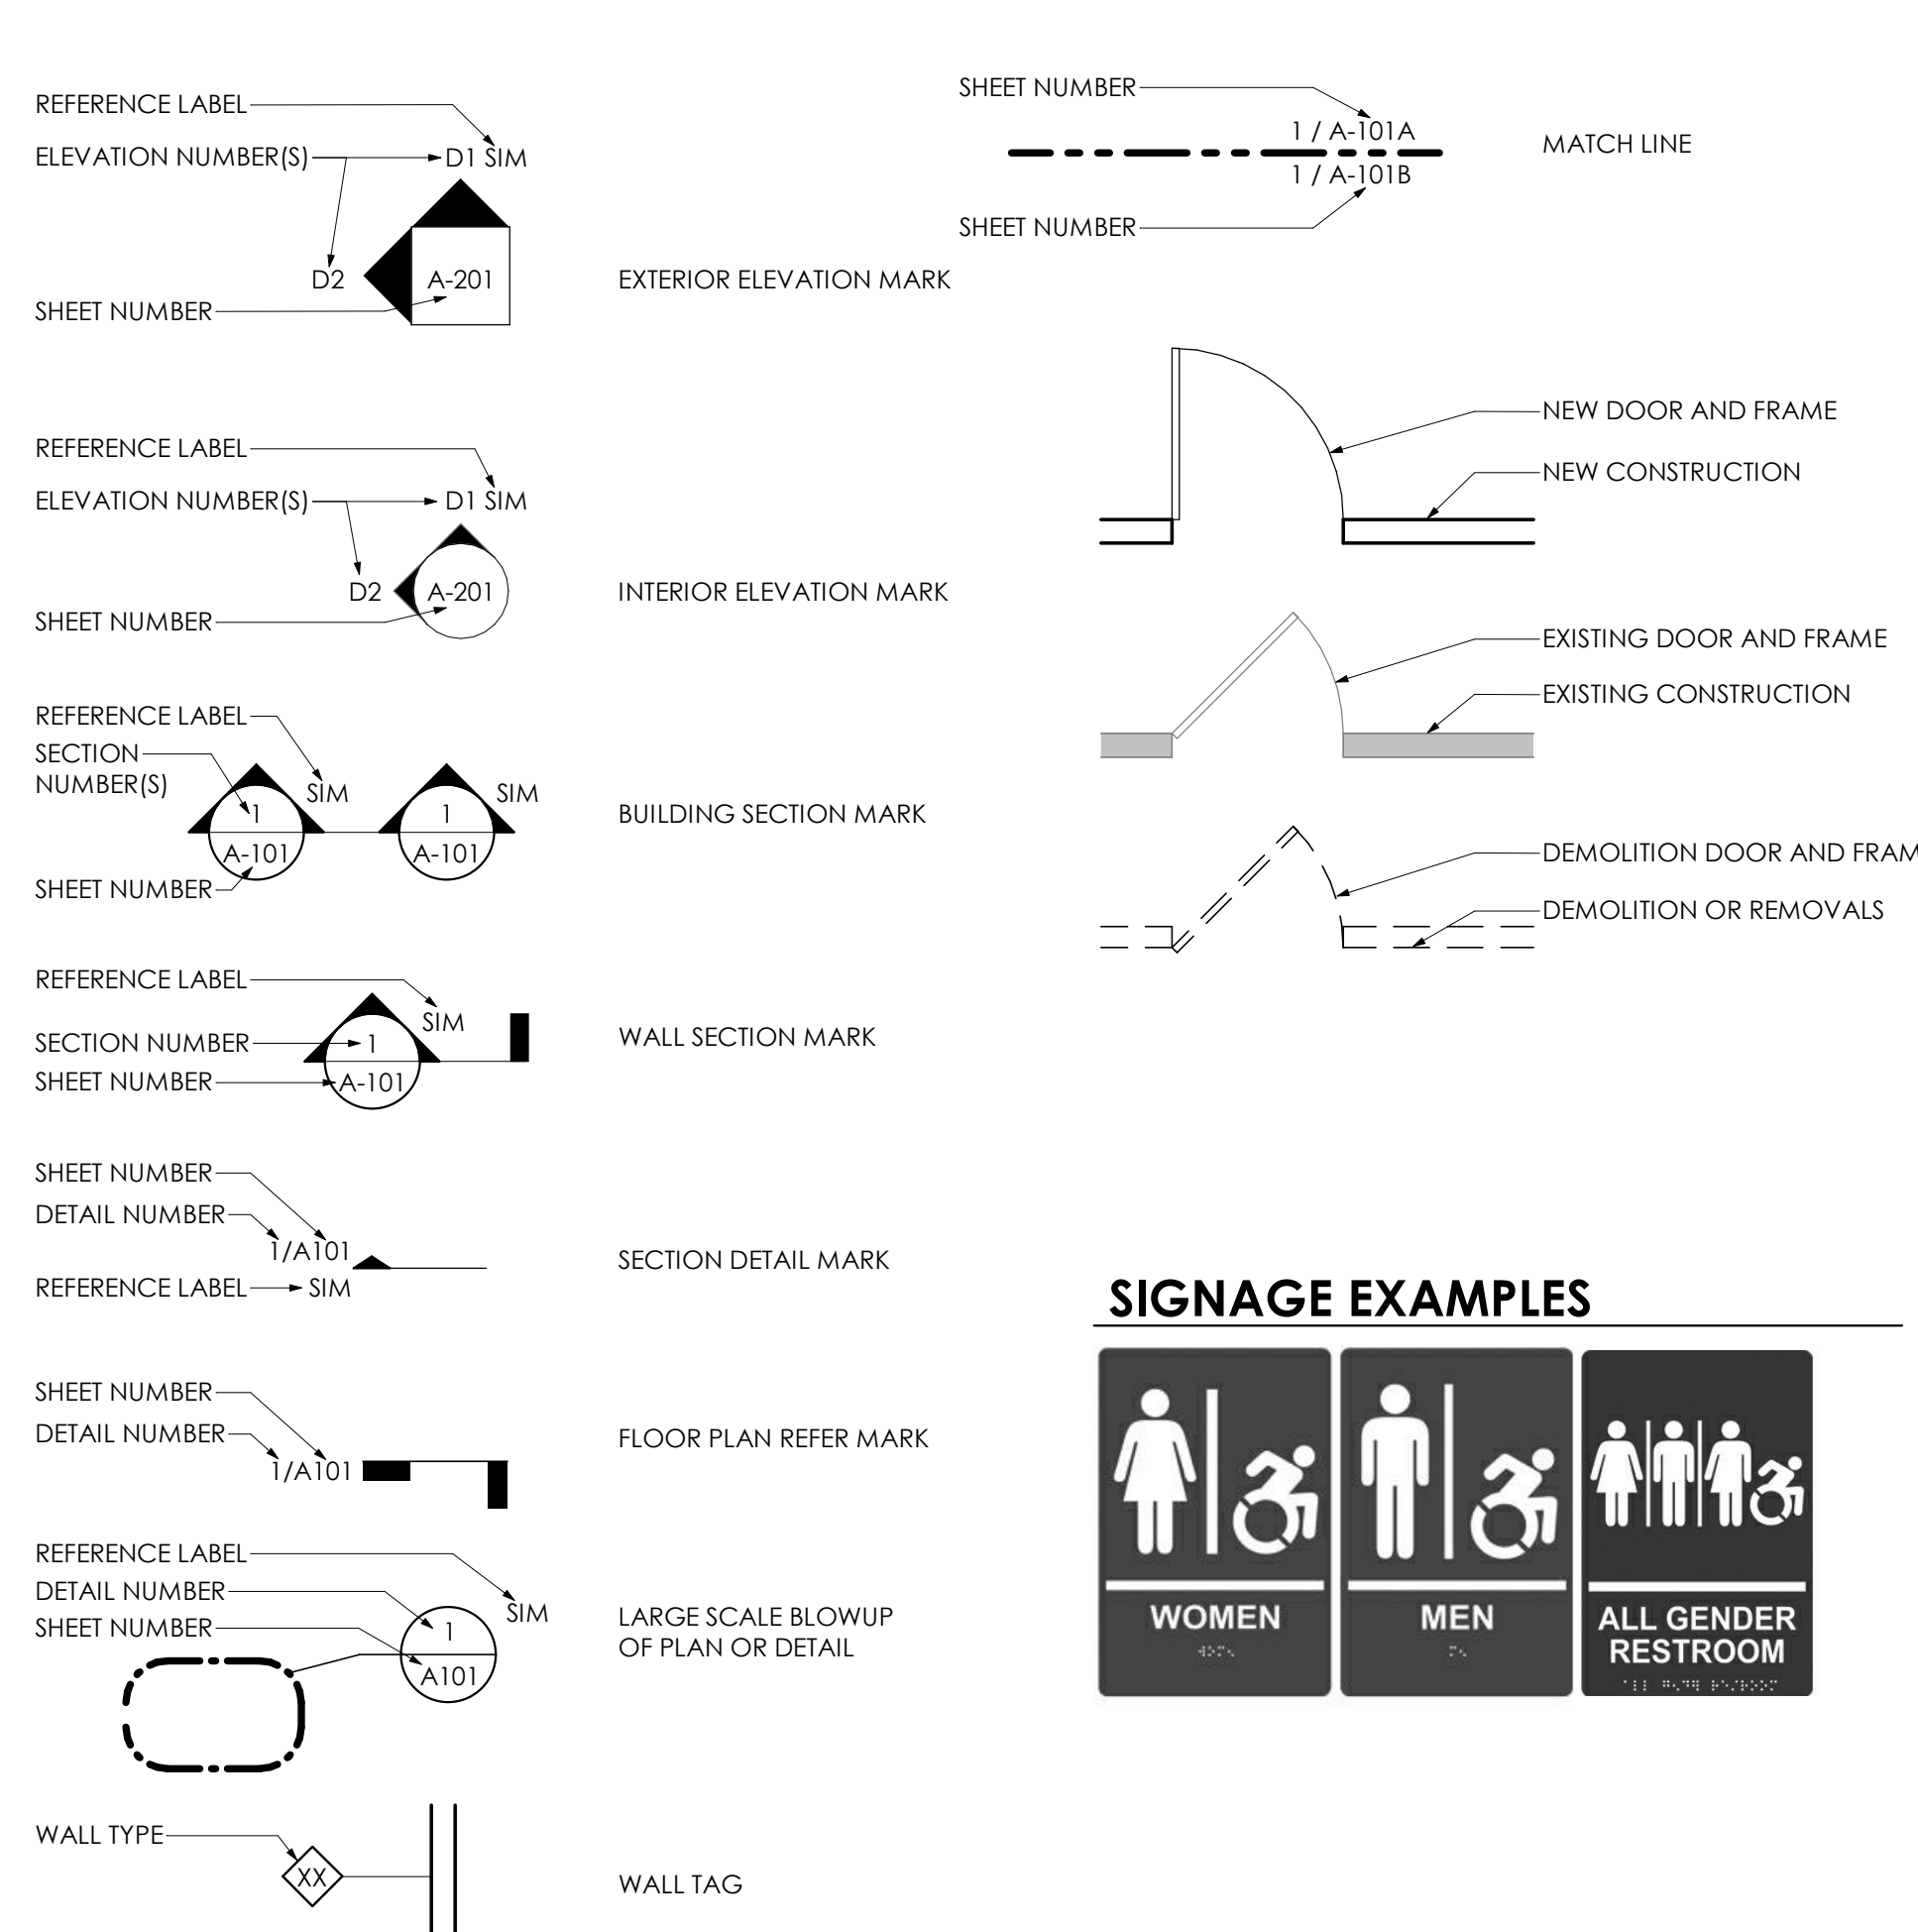 REFERENCE LABEL
ELEVATION NUMBER(S)
D1 SIM
D2
A-201
SHEET NUMBER
EXTERIOR ELEVATION MARK
REFERENCE LABEL
ELEVATION NUMBER(S)
D1 SIM
D2
A-201
SHEET NUMBER
INTERIOR ELEVATION MARK
REFERENCE LABEL
SECTION
NUMBER(S)
SIM
SIM
1
1
A-101
A-101
SHEET NUMBER
BUILDING SECTION MARK
REFERENCE LABEL
SIM
SECTION NUMBER
1
SHEET NUMBER
A-101
WALL SECTION MARK
SHEET NUMBER
DETAIL NUMBER
1/A101
REFERENCE LABEL
SIM
SECTION DETAIL MARK
SHEET NUMBER
DETAIL NUMBER
1/A101
FLOOR PLAN REFER MARK
REFERENCE LABEL
DETAIL NUMBER
SHEET NUMBER
SIM
1
A101
LARGE SCALE BLOWUP
OF PLAN OR DETAIL
WALL TYPE
XX
WALL TAG
SHEET NUMBER
1 / A-101A
1 / A-101B
SHEET NUMBER
MATCH LINE
NEW DOOR AND FRAME
NEW CONSTRUCTION
EXISTING DOOR AND FRAME
EXISTING CONSTRUCTION
DEMOLITION DOOR AND FRAM
DEMOLITION OR REMOVALS
SIGNAGE EXAMPLES
WOMEN
MEN
ALL GENDER
RESTROOM